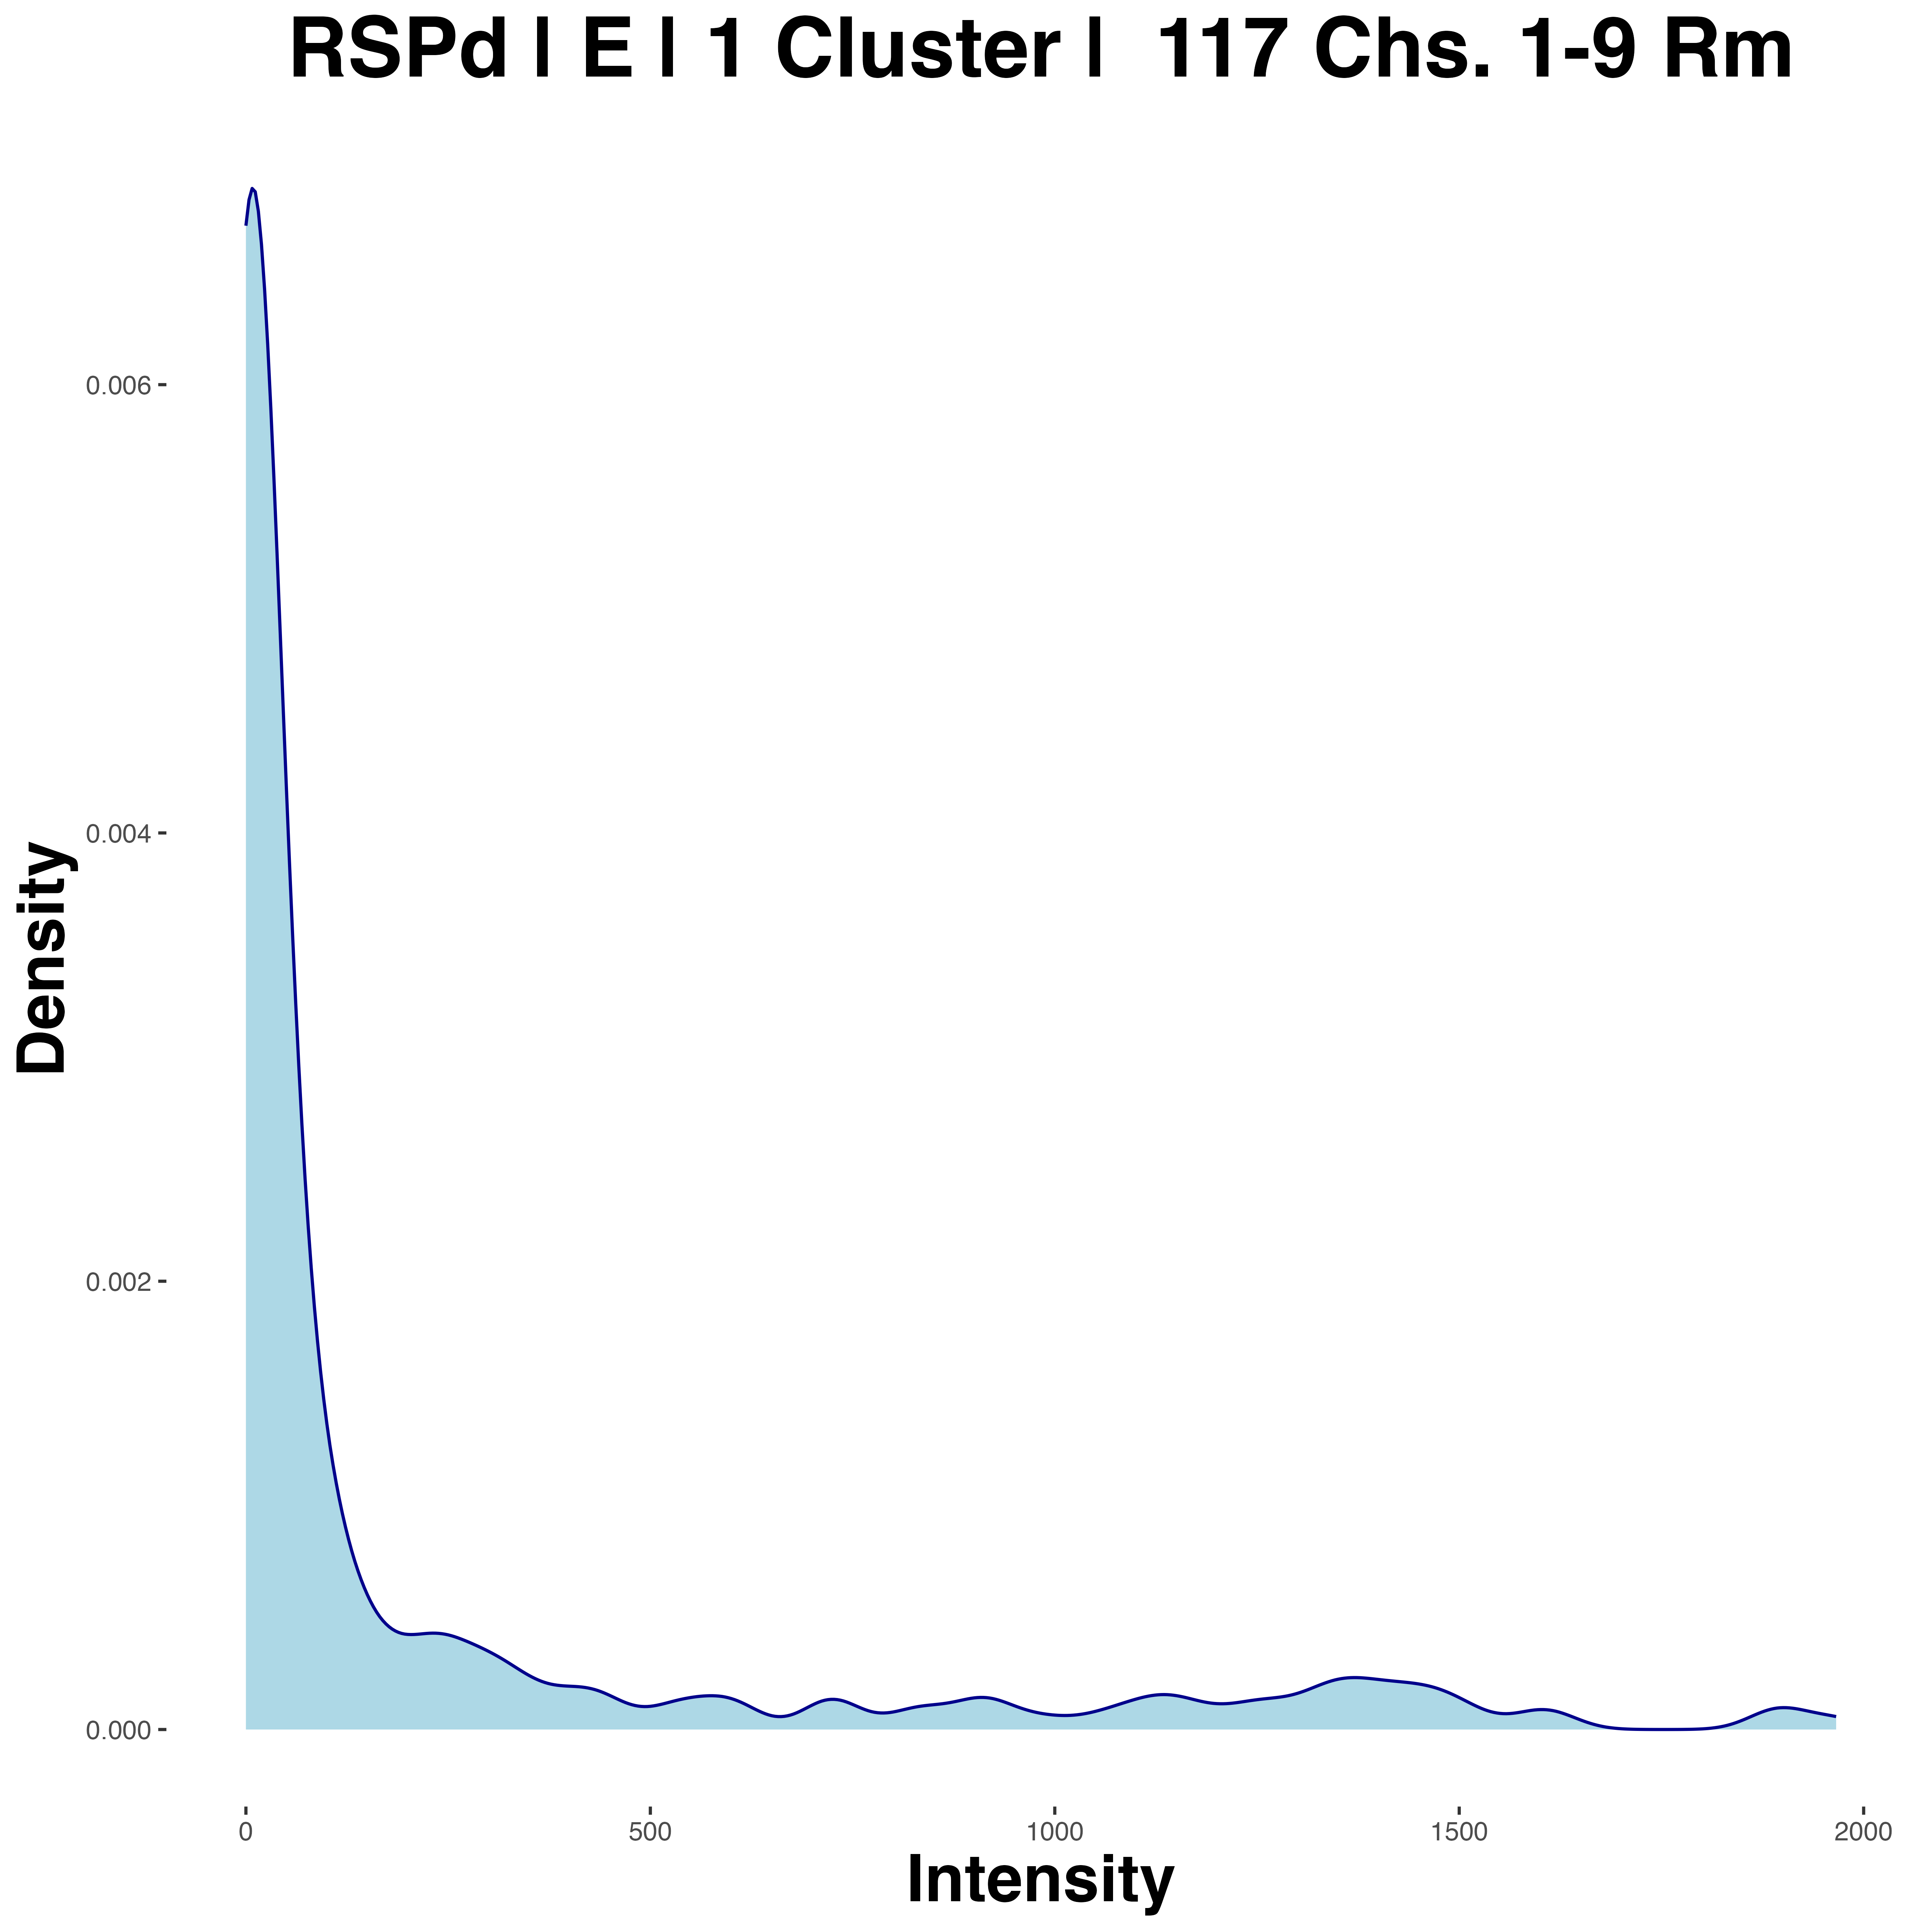 RSPd | E | 1 Cluster | 117 Chs. 1-9 Rm
Density
0.006
0.004
0.002
0.000
0 500 1000 1500 2000
Intensity